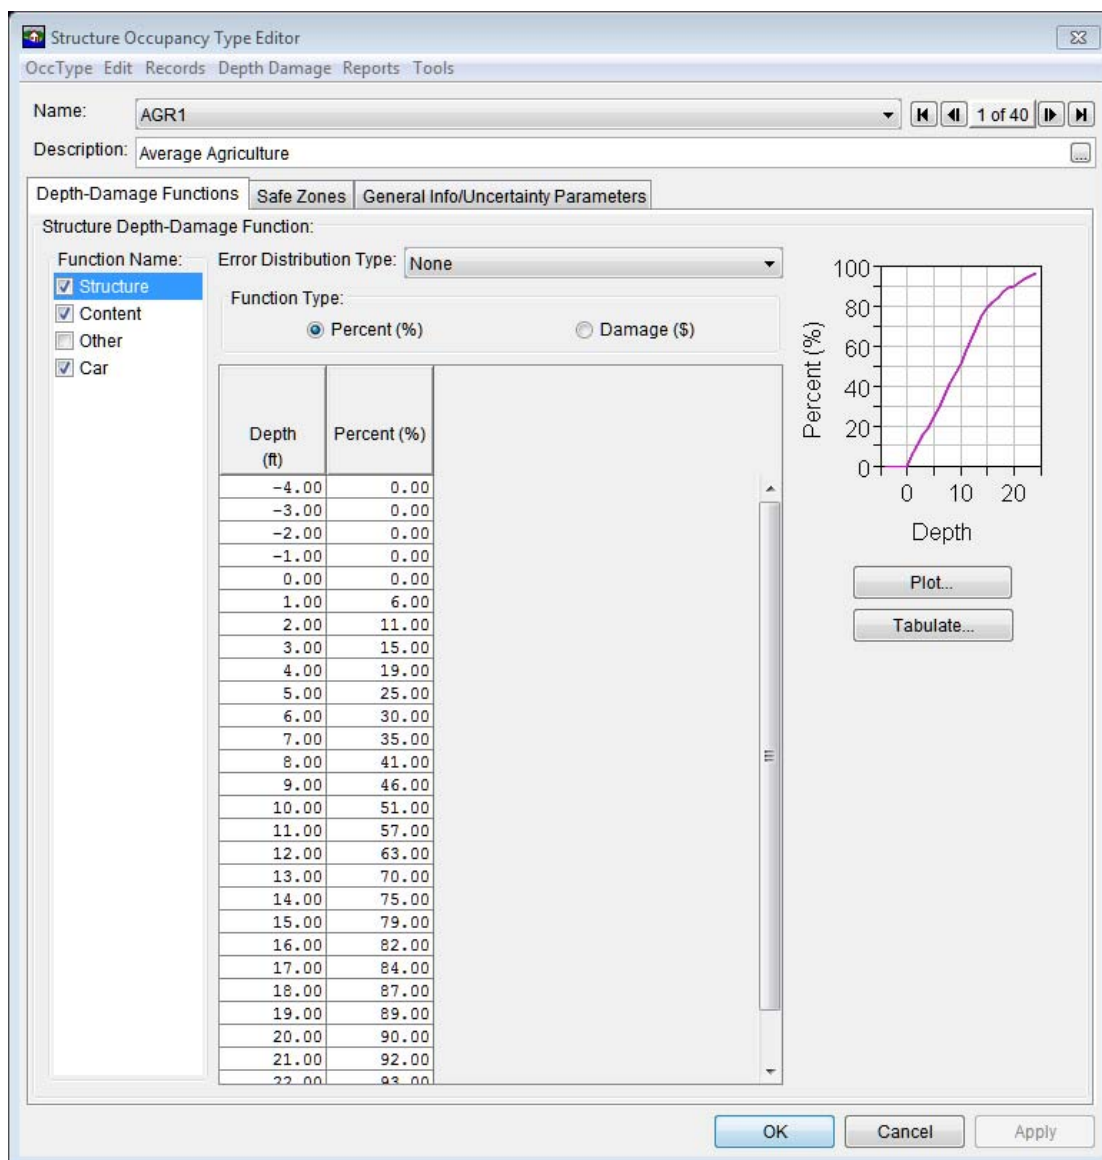 Structure Occupancy Type Editor
OccType Edit Records Depth Damage Reports Tools
Name: AGR1 1 of 40
Description: Average Agriculture ...
Depth-Damage Functions Safe Zones General Info/Uncertainty Parameters
Structure Depth-Damage Function:
Function Name: Error Distribution Type: None
Structure
Content
Other
Car
Function Type:
Percent (%) Damage ($)
Depth (ft) Percent (%)
-4.00 0.00
-3.00 0.00
-2.00 0.00
-1.00 0.00
0.00 0.00
1.00 6.00
2.00 11.00
3.00 15.00
4.00 19.00
5.00 25.00
6.00 30.00
7.00 35.00
8.00 41.00
9.00 46.00
10.00 51.00
11.00 57.00
12.00 63.00
13.00 70.00
14.00 75.00
15.00 79.00
16.00 82.00
17.00 84.00
18.00 87.00
19.00 89.00
20.00 90.00
21.00 92.00
22.00 93.00
Percent (%)
100
80
60
40
20
0
0 10 20
Depth
Plot...
Tabulate...
OK Cancel Apply